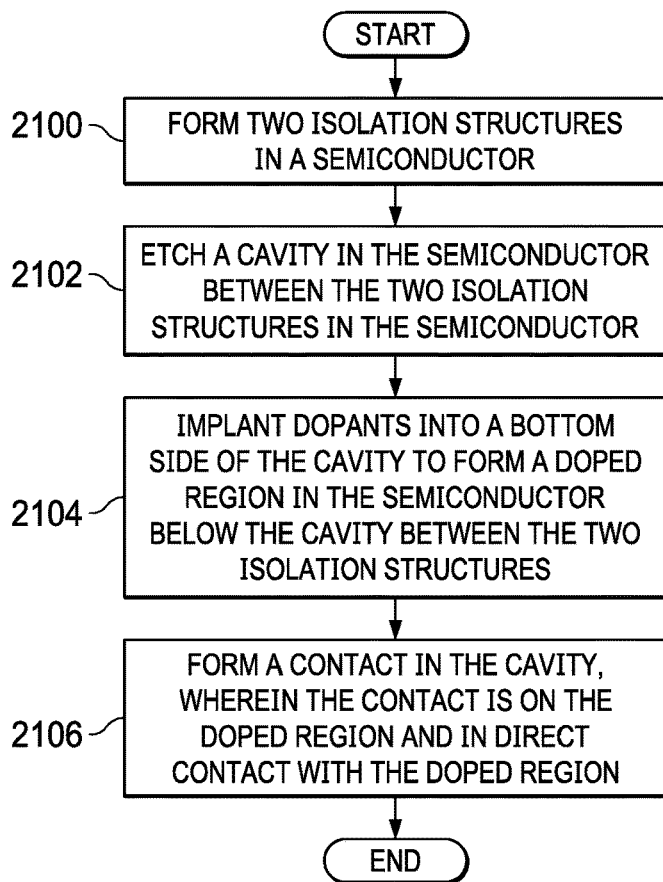 START
2100
FORM TWO ISOLATION STRUCTURES
IN A SEMICONDUCTOR
2102
ETCH A CAVITY IN THE SEMICONDUCTOR
BETWEEN THE TWO ISOLATION
STRUCTURES IN THE SEMICONDUCTOR
2104
IMPLANT DOPANTS INTO A BOTTOM
SIDE OF THE CAVITY TO FORM A DOPED
REGION IN THE SEMICONDUCTOR
BELOW THE CAVITY BETWEEN THE TWO
ISOLATION STRUCTURES
2106
FORM A CONTACT IN THE CAVITY,
WHEREIN THE CONTACT IS ON THE
DOPED REGION AND IN DIRECT
CONTACT WITH THE DOPED REGION
END